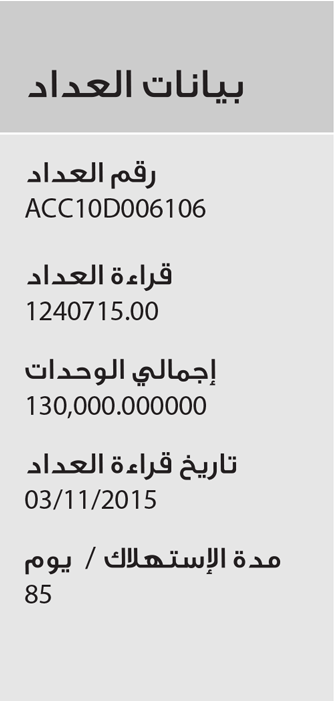 بيانات العداد
رقم العداد
ACC10D006106
قراءة العداد
1240715.00
إجمالي الوحدات
130,000.000000
تاريخ قراءة العداد
03/11/2015
مدة الإستهلاك / يوم
85